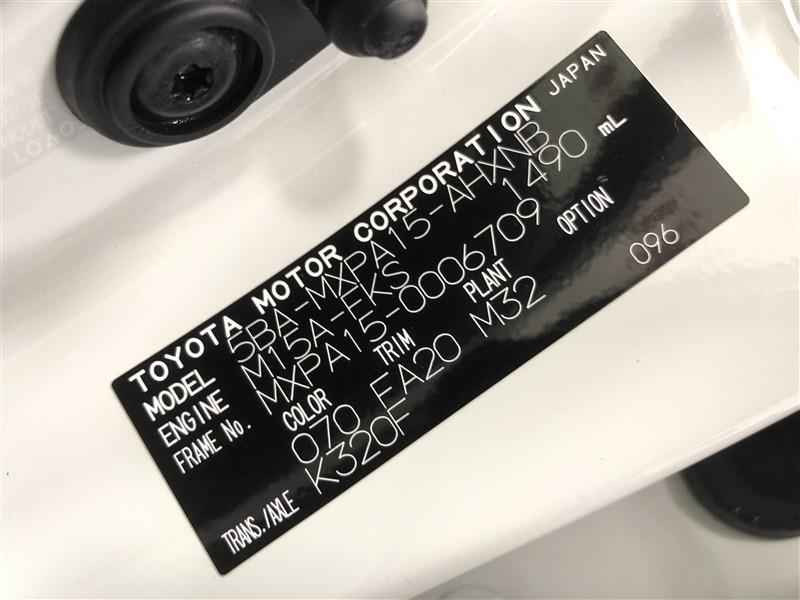 TOYOTA MOTOR CORPORATION JAPAN
MODEL 5BA-MXPA15-AHXNB
ENGINE M15A-FKS 1490 mL
FRAME No. MXPA15-0006709
COLOR TRIM PLANT OPTION
070 EA20 M32 096
TRANS./AXLE K320F